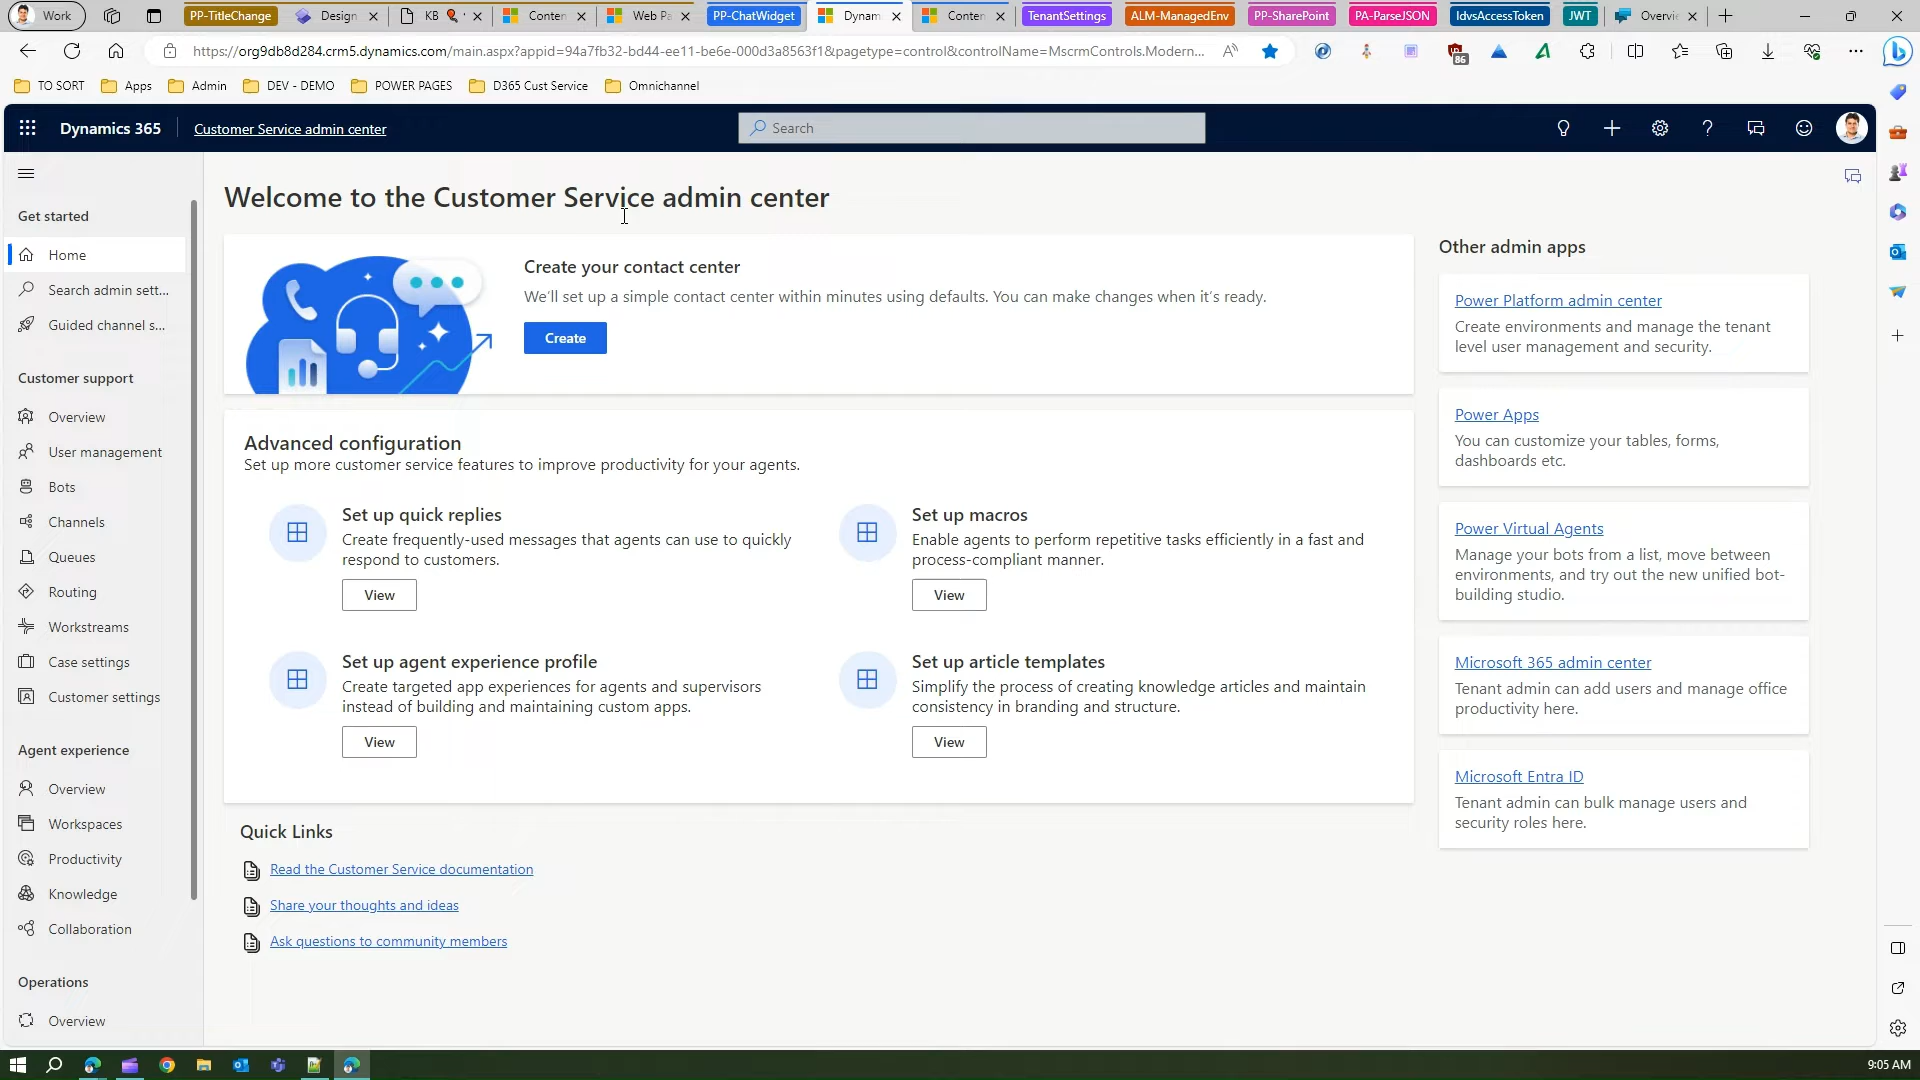 Work
PP-TitleChange
Design
KB
Conten
Web Pa
PP-ChatWidget
Dynam
Conten
TenantSettings
ALM-ManagedEnv
PP-SharePoint
PA-ParseJSON
IdvsAccessToken
JWT
Overvie
https://org9db8d284.crm5.dynamics.com/main.aspx?appid=94a7fb32-bd44-ee11-be6e-000d3a8563f1&pagetype=control&controlName=MscrmControls.Modern...
86
TO SORT
Apps
Admin
DEV - DEMO
POWER PAGES
D365 Cust Service
Omnichannel
Dynamics 365
Customer Service admin center
Search
Get started
Home
Search admin sett...
Guided channel s...
Customer support
Overview
User management
Bots
Channels
Queues
Routing
Workstreams
Case settings
Customer settings
Agent experience
Overview
Workspaces
Productivity
Knowledge
Collaboration
Operations
Overview
Welcome to the Customer Service admin center
Create your contact center
We'll set up a simple contact center within minutes using defaults. You can make changes when it's ready.
Create
Advanced configuration
Set up more customer service features to improve productivity for your agents.
Set up quick replies
Create frequently-used messages that agents can use to quickly
respond to customers.
View
Set up macros
Enable agents to perform repetitive tasks efficiently in a fast and
process-compliant manner.
View
Set up agent experience profile
Create targeted app experiences for agents and supervisors
instead of building and maintaining custom apps.
View
Set up article templates
Simplify the process of creating knowledge articles and maintain
consistency in branding and structure.
View
Quick Links
Read the Customer Service documentation
Share your thoughts and ideas
Ask questions to community members
Other admin apps
Power Platform admin center
Create environments and manage the tenant
level user management and security.
Power Apps
You can customize your tables, forms,
dashboards etc.
Power Virtual Agents
Manage your bots from a list, move between
environments, and try out the new unified bot-
building studio.
Microsoft 365 admin center
Tenant admin can add users and manage office
productivity here.
Microsoft Entra ID
Tenant admin can bulk manage users and
security roles here.
9:05 AM